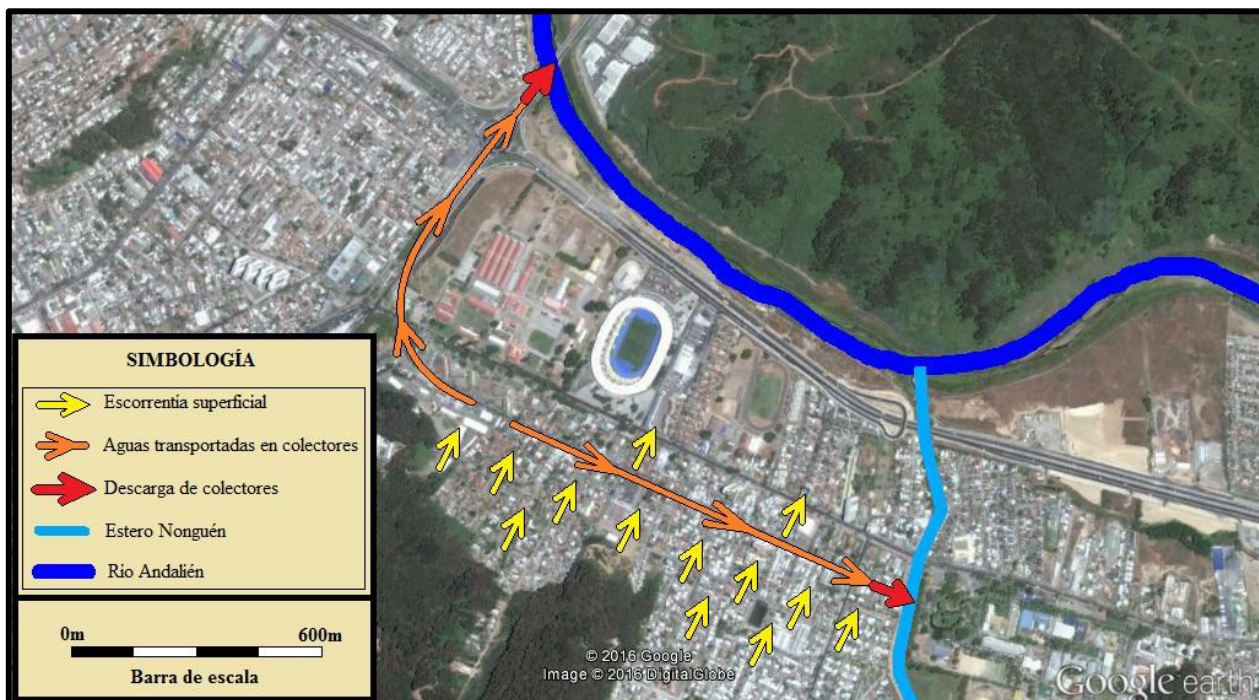 SIMBOLOGÍA
Escorrentía superficial
Aguas transportadas en colectores
Descarga de colectores
Estero Nonguén
Río Andalién
0m 600m
Barra de escala
© 2016 Google
Image © 2016 DigitalGlobe
Google earth